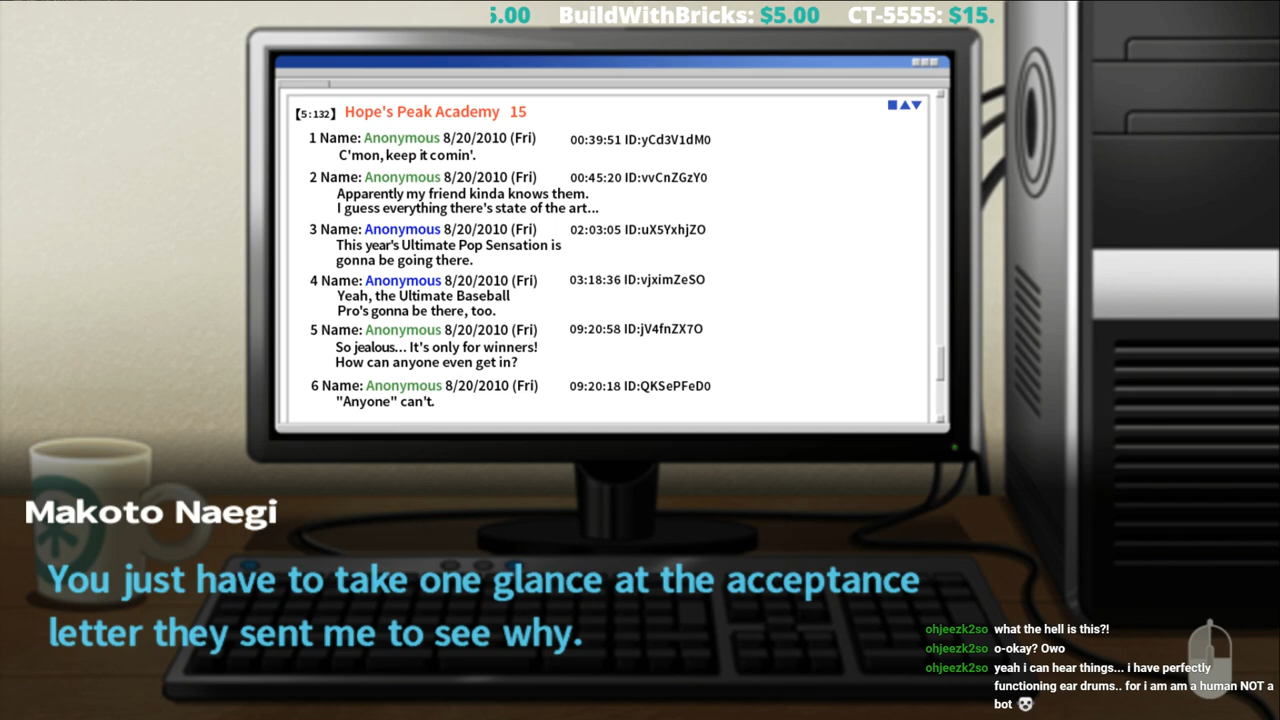 5.00 BuildWithBricks: $5.00 CT-5555: $15.
【5:132】 Hope's Peak Academy 15
1 Name: Anonymous 8/20/2010 (Fri) 00:39:51 ID:yCd3V1dM0
C'mon, keep it comin'.
2 Name: Anonymous 8/20/2010 (Fri) 00:45:20 ID:vvCnZGzY0
Apparently my friend kinda knows them.
I guess everything there's state of the art...
3 Name: Anonymous 8/20/2010 (Fri) 02:03:05 ID:uX5YxhjZO
This year's Ultimate Pop Sensation is
gonna be going there.
4 Name: Anonymous 8/20/2010 (Fri) 03:18:36 ID:vjximZeSO
Yeah, the Ultimate Baseball
Pro's gonna be there, too.
5 Name: Anonymous 8/20/2010 (Fri) 09:20:58 ID:jV4fnZX7O
So jealous... It's only for winners!
How can anyone even get in?
6 Name: Anonymous 8/20/2010 (Fri) 09:20:18 ID:QKSePFeD0
"Anyone" can't.
Makoto Naegi
You just have to take one glance at the acceptance
letter they sent me to see why.
ohjeezk2so what the hell is this?!
ohjeezk2so o-okay? Owo
ohjeezk2so yeah i can hear things... i have perfectly
functioning ear drums.. for i am am a human NOT a
bot 💀